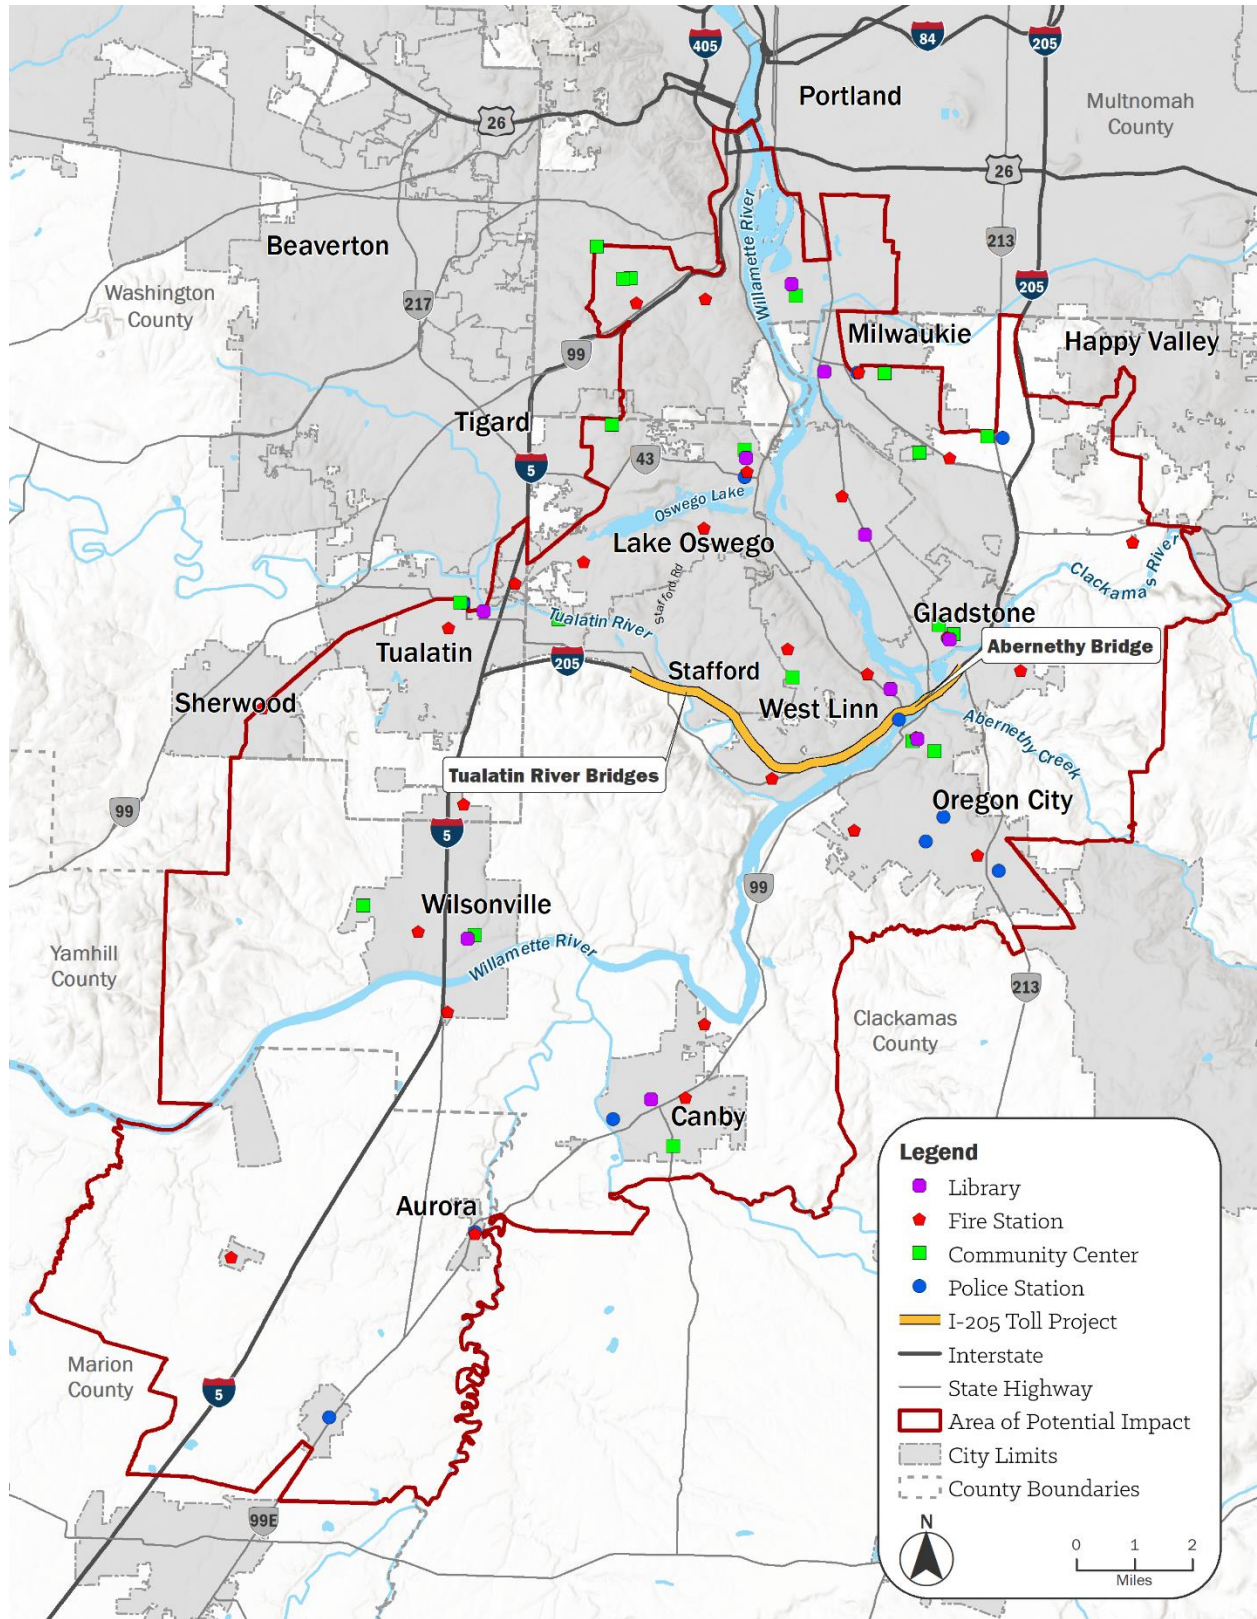 405
84
205
Portland
Multnomah
County
26
26
Willamette River
213
Beaverton
Washington
County
217
205
Milwaukie
Happy Valley
99
Tigard
43
5
Oswego Lake
Lake Oswego
Stafford Rd
Clackamas River
Tualatin River
Gladstone
Abernethy Bridge
Tualatin
205
Stafford
Sherwood
West Linn
Abernethy Creek
Tualatin River Bridges
Oregon City
99
5
99
Wilsonville
Willamette River
Yamhill
County
213
Clackamas
County
Canby
Aurora
Marion
County
5
99E
Legend
Library
Fire Station
Community Center
Police Station
I-205 Toll Project
Interstate
State Highway
Area of Potential Impact
City Limits
County Boundaries
N
0 1 2
Miles